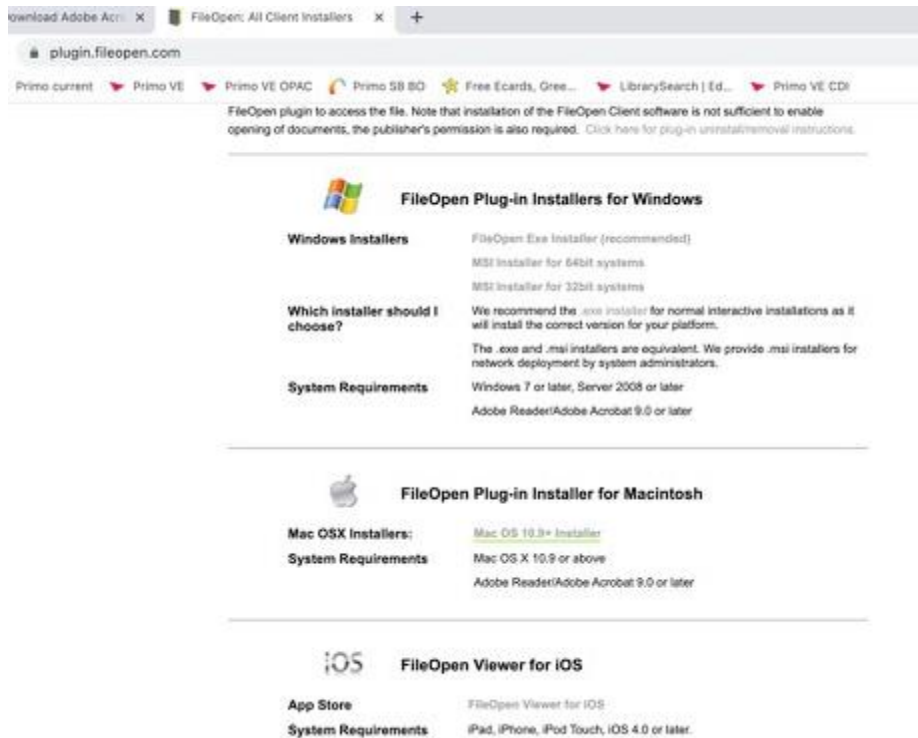 ownload Adobe Acr
FileOpen: All Client Installers
plugin.fileopen.com
Primo current Primo VE Primo VE OPAC Primo SB BO Free Ecards, Gree... LibrarySearch | Ed... Primo VE CDI
FileOpen plugin to access the file. Note that installation of the FileOpen Client software is not sufficient to enable
opening of documents, the publisher's permission is also required. Click here for plug-in uninstall/removal instructions.
FileOpen Plug-in Installers for Windows
Windows Installers
FileOpen Exe Installer (recommended)
MSI Installer for 64bit systems
MSI Installer for 32bit systems
Which installer should I
choose?
We recommend the .exe installer for normal interactive installations as it
will install the correct version for your platform.
The .exe and .msi installers are equivalent. We provide .msi installers for
network deployment by system administrators.
System Requirements
Windows 7 or later, Server 2008 or later
Adobe Reader/Adobe Acrobat 9.0 or later
FileOpen Plug-in Installer for Macintosh
Mac OSX Installers:
Mac OS 10.9+ Installer
System Requirements
Mac OS X 10.9 or above
Adobe Reader/Adobe Acrobat 9.0 or later
iOS
FileOpen Viewer for iOS
App Store
FileOpen Viewer for iOS
System Requirements
iPad, iPhone, iPod Touch, iOS 4.0 or later.